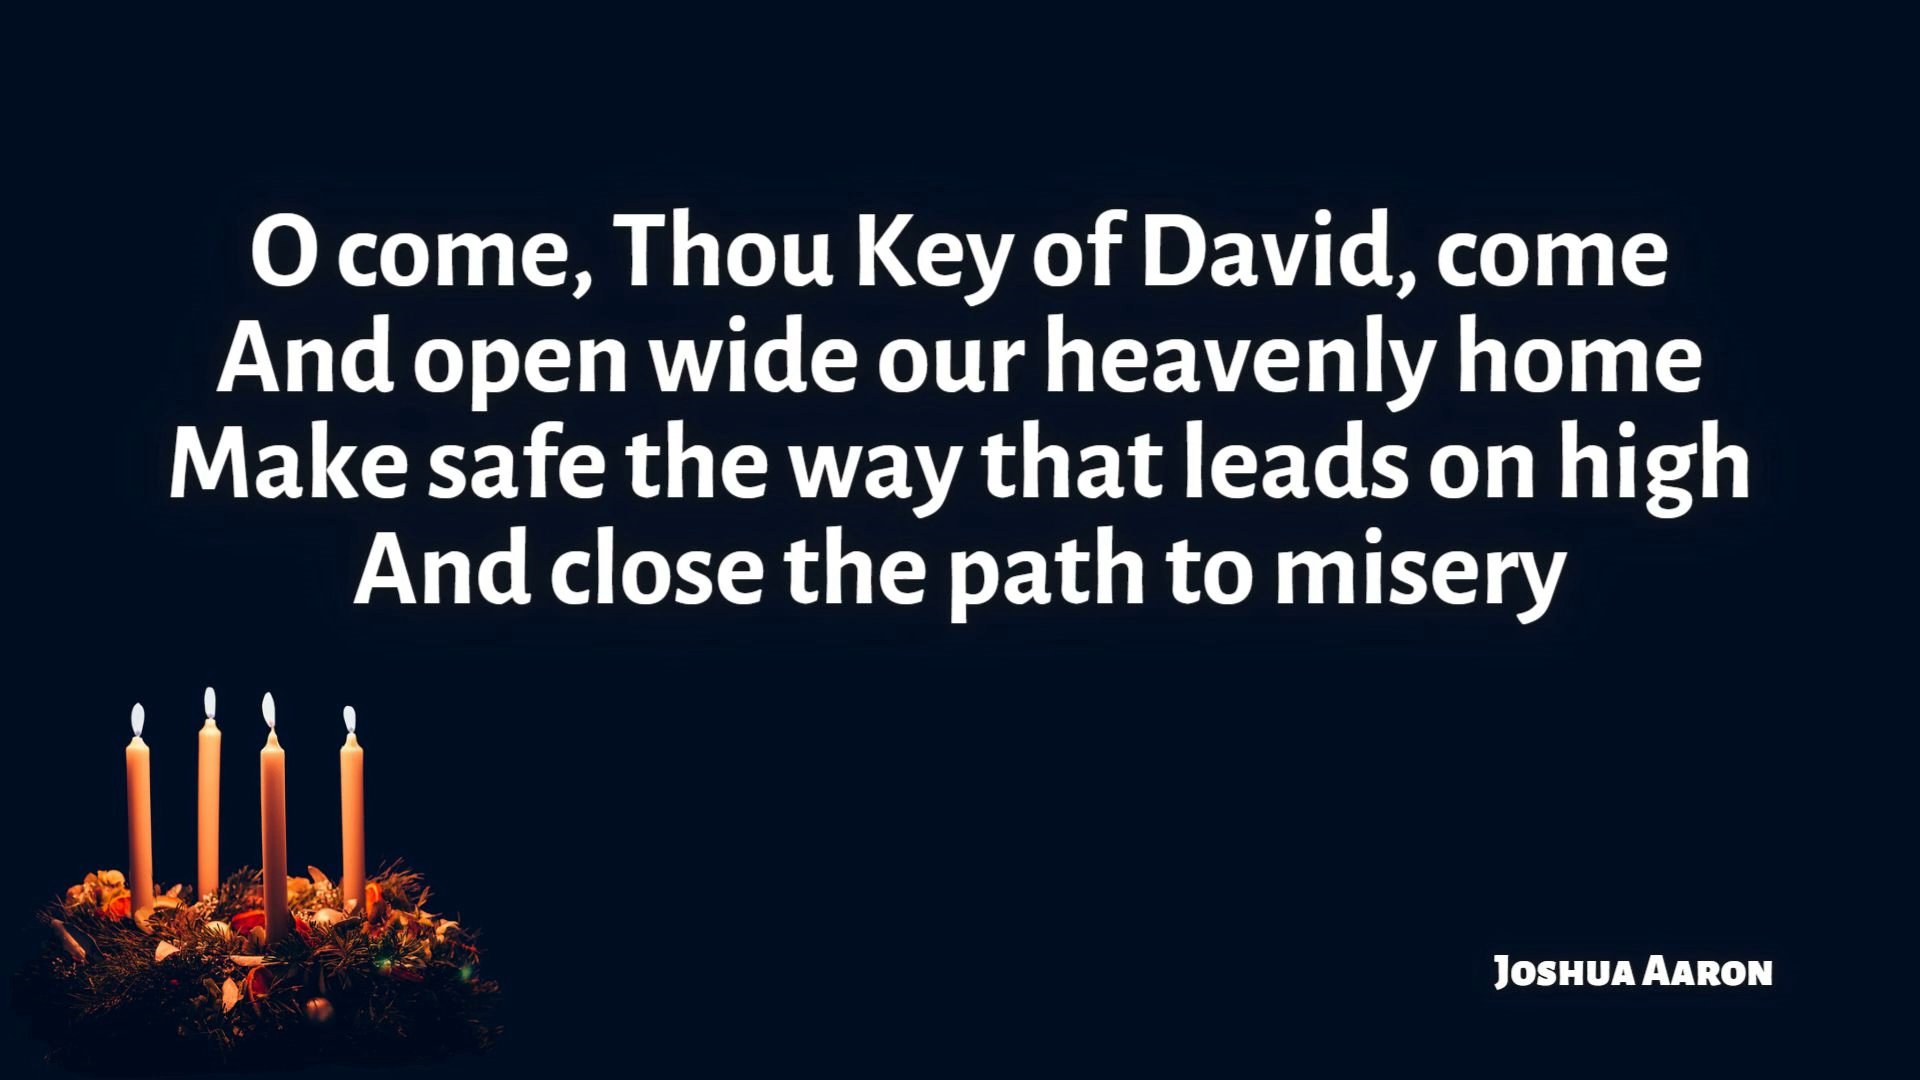 O come, Thou Key of David, come
And open wide our heavenly home
Make safe the way that leads on high
And close the path to misery
Joshua Aaron